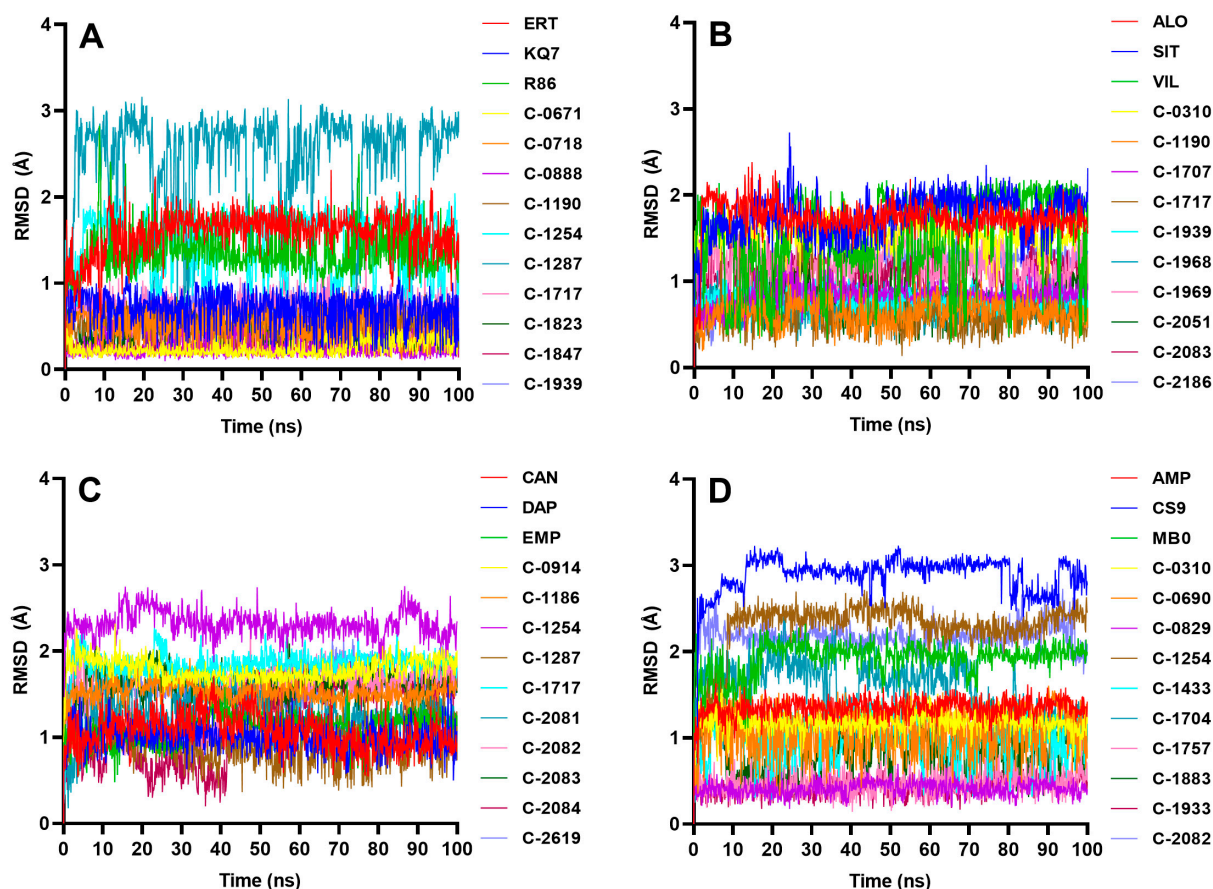 A
RMSD (Å)
4
3
2
1
0
0 10 20 30 40 50 60 70 80 90 100
Time (ns)
ERT
KQ7
R86
C-0671
C-0718
C-0888
C-1190
C-1254
C-1287
C-1717
C-1823
C-1847
C-1939
B
RMSD (Å)
4
3
2
1
0
0 10 20 30 40 50 60 70 80 90 100
Time (ns)
ALO
SIT
VIL
C-0310
C-1190
C-1707
C-1717
C-1939
C-1968
C-1969
C-2051
C-2083
C-2186
C
RMSD (Å)
4
3
2
1
0
0 10 20 30 40 50 60 70 80 90 100
Time (ns)
CAN
DAP
EMP
C-0914
C-1186
C-1254
C-1287
C-1717
C-2081
C-2082
C-2083
C-2084
C-2619
D
RMSD (Å)
4
3
2
1
0
0 10 20 30 40 50 60 70 80 90 100
Time (ns)
AMP
CS9
MB0
C-0310
C-0690
C-0829
C-1254
C-1433
C-1704
C-1757
C-1883
C-1933
C-2082